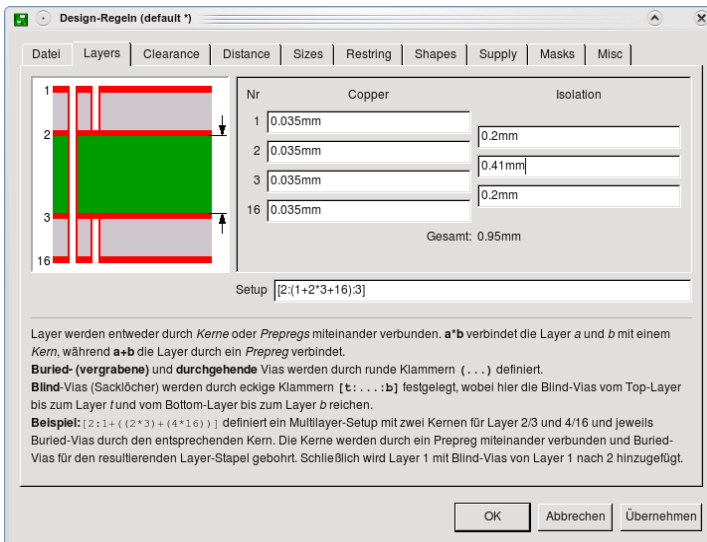 Design-Regeln (default *)
Datei Layers Clearance Distance Sizes Restring Shapes Supply Masks Misc
Nr Copper Isolation
1 1 0.035mm
0.2mm
2 2 0.035mm
0.41mm
3 0.035mm
0.2mm
3 16 0.035mm
Gesamt: 0.95mm
16
Setup [2:(1+2*3+16):3]
Layer werden entweder durch Kerne oder Prepregs miteinander verbunden. a*b verbindet die Layer a und b mit einem
Kern, während a+b die Layer durch ein Prepreg verbindet.
Buried- (vergrabene) und durchgehende Vias werden durch runde Klammern (...) definiert.
Blind-Vias (Sacklöcher) werden durch eckige Klammern [t:...:b] festgelegt, wobei hier die Blind-Vias vom Top-Layer
bis zum Layer t und vom Bottom-Layer bis zum Layer b reichen.
Beispiel: [2:1+((2*3)+(4*16))] definiert ein Multilayer-Setup mit zwei Kernen für Layer 2/3 und 4/16 und jeweils
Buried-Vias durch den entsprechenden Kern. Die Kerne werden durch ein Prepreg miteinander verbunden und Buried-
Vias für den resultierenden Layer-Stapel gebohrt. Schließlich wird Layer 1 mit Blind-Vias von Layer 1 nach 2 hinzugefügt.
OK Abbrechen Übernehmen